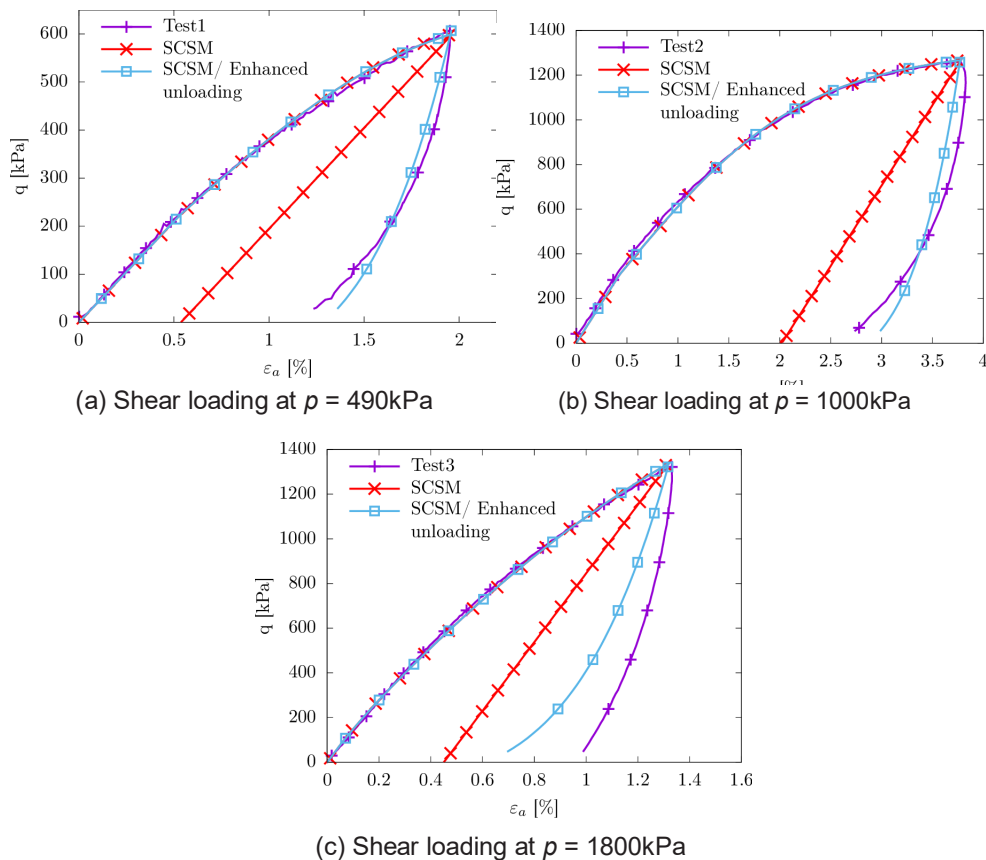 600
500
400
300
200
100
0
q [kPa]
Test1
SCSM
SCSM/ Enhanced
unloading
0 0.5 1 1.5 2
εₐ [%]
(a) Shear loading at p = 490kPa
1400
1200
1000
800
600
400
200
0
q [kPa]
Test2
SCSM
SCSM/ Enhanced
unloading
0 0.5 1 1.5 2 2.5 3 3.5 4
(b) Shear loading at p = 1000kPa
1400
1200
1000
800
600
400
200
0
q [kPa]
Test3
SCSM
SCSM/ Enhanced
unloading
0 0.2 0.4 0.6 0.8 1 1.2 1.4 1.6
εₐ [%]
(c) Shear loading at p = 1800kPa